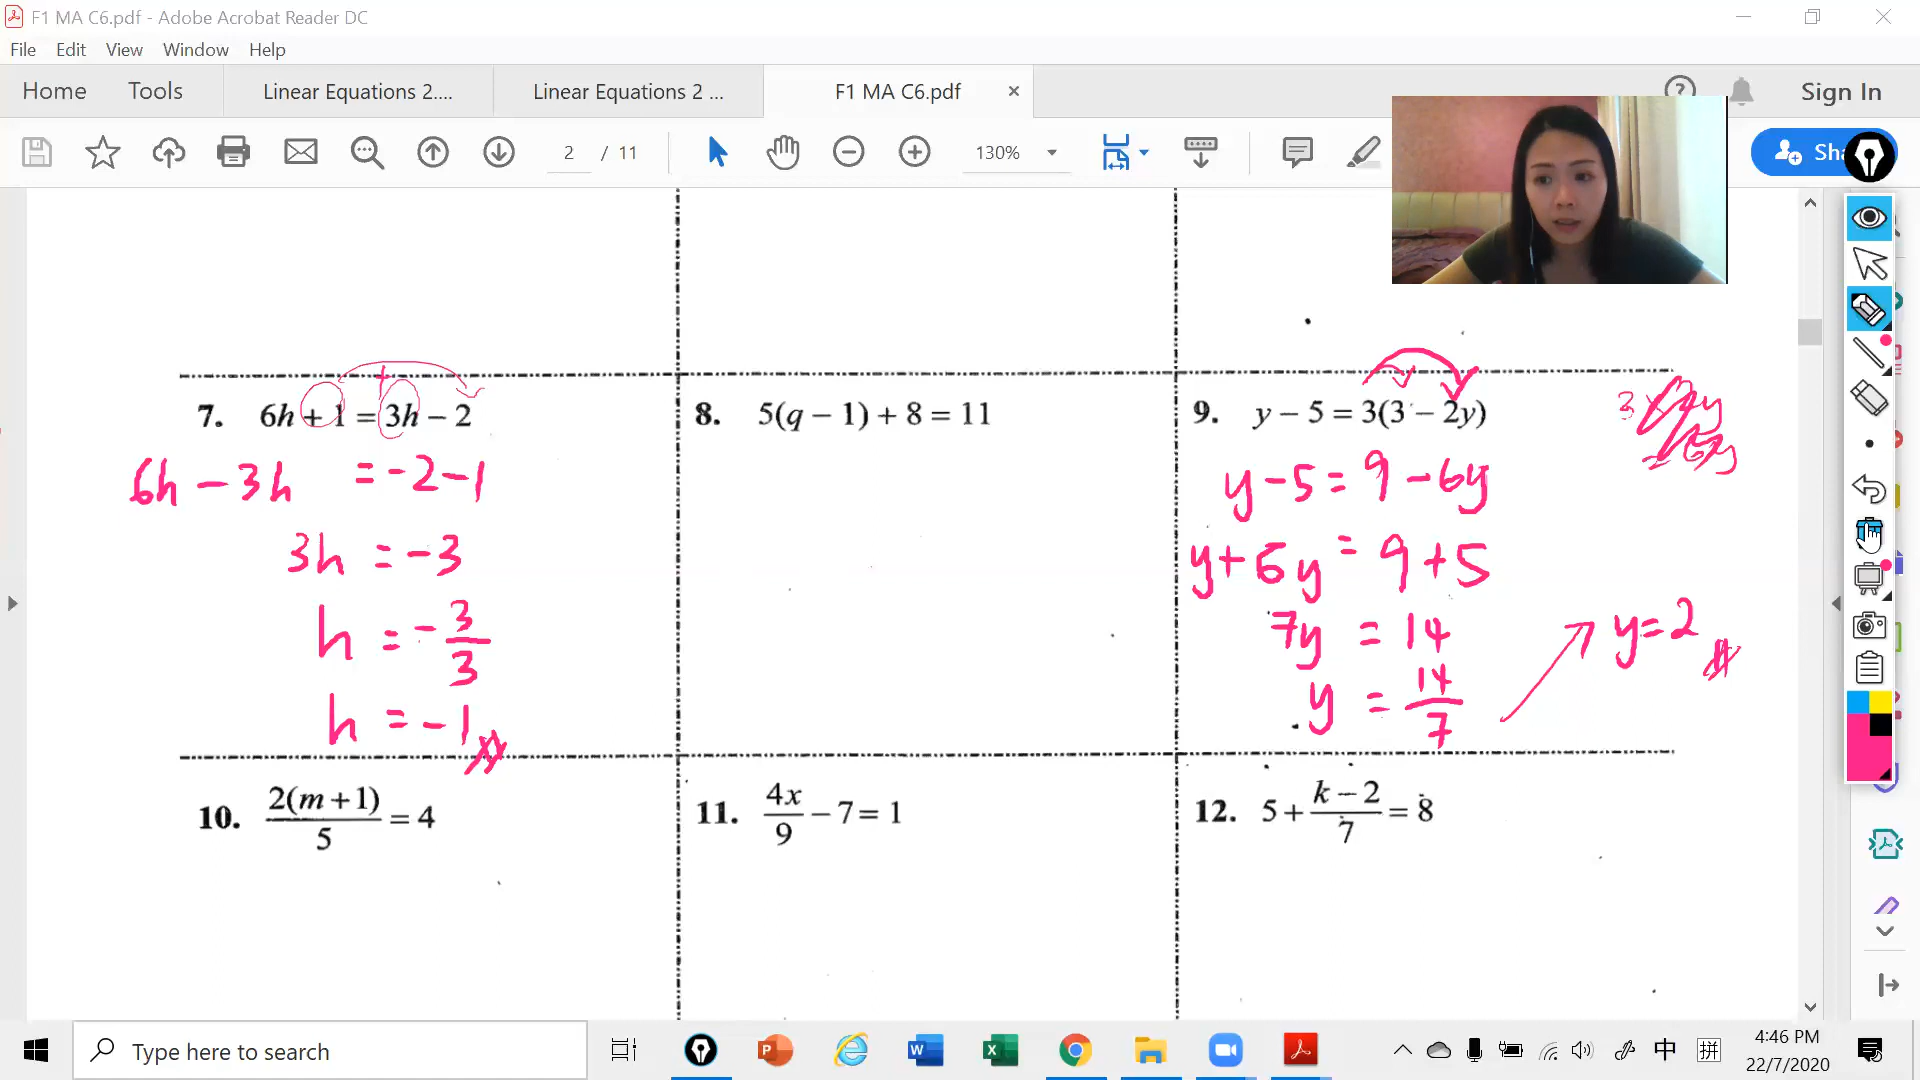 F1 MA C6.pdf - Adobe Acrobat Reader DC
File Edit View Window Help
Home Tools Linear Equations 2.... Linear Equations 2 ... F1 MA C6.pdf × Sign In
2 / 11 130% Sha
7. 6h + 1 = 3h − 2
+
6h − 3h = −2 − 1
3h = −3
h = −3/3
h = −1
8. 5(q − 1) + 8 = 11
9. y − 5 = 3(3 − 2y)
y − 5 = 9 − 6y
y + 6y = 9 + 5
7y = 14
y = 14/7
y = 2
10. 2(m + 1)/5 = 4
11. 4x/9 − 7 = 1
12. 5 + k − 2/7 = 8
Type here to search
中 拼 4:46 PM
22/7/2020